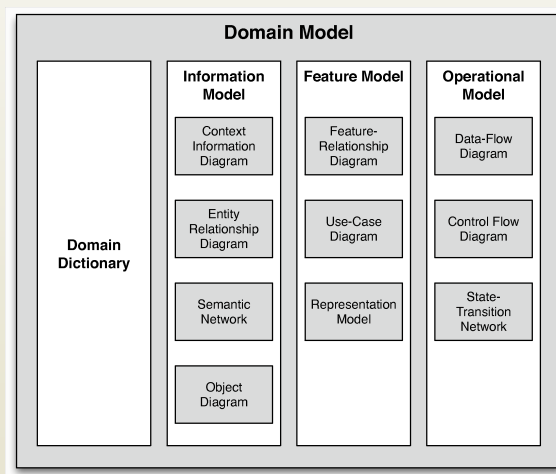 Domain Model
Domain
Dictionary
Information
Model
Context
Information
Diagram
Entity
Relationship
Diagram
Semantic
Network
Object
Diagram
Feature Model
Feature-
Relationship
Diagram
Use-Case
Diagram
Representation
Model
Operational
Model
Data-Flow
Diagram
Control Flow
Diagram
State-
Transition
Network